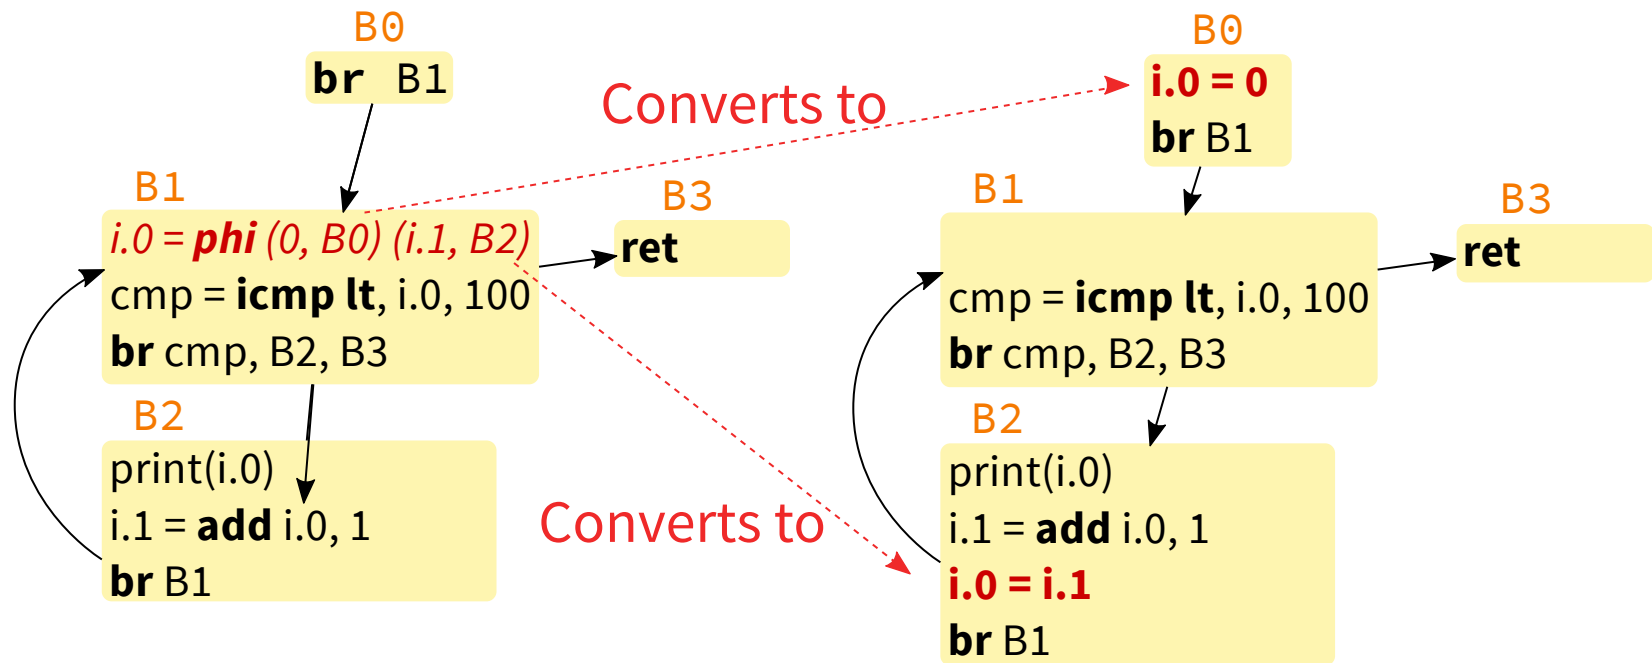 B0
br B1
Converts to
B1
i.0 = phi (0, B0) (i.1, B2)
cmp = icmp lt, i.0, 100
br cmp, B2, B3
B3
ret
B2
print(i.0)
i.1 = add i.0, 1
br B1
Converts to
B0
i.0 = 0
br B1
B1
cmp = icmp lt, i.0, 100
br cmp, B2, B3
B3
ret
B2
print(i.0)
i.1 = add i.0, 1
i.0 = i.1
br B1